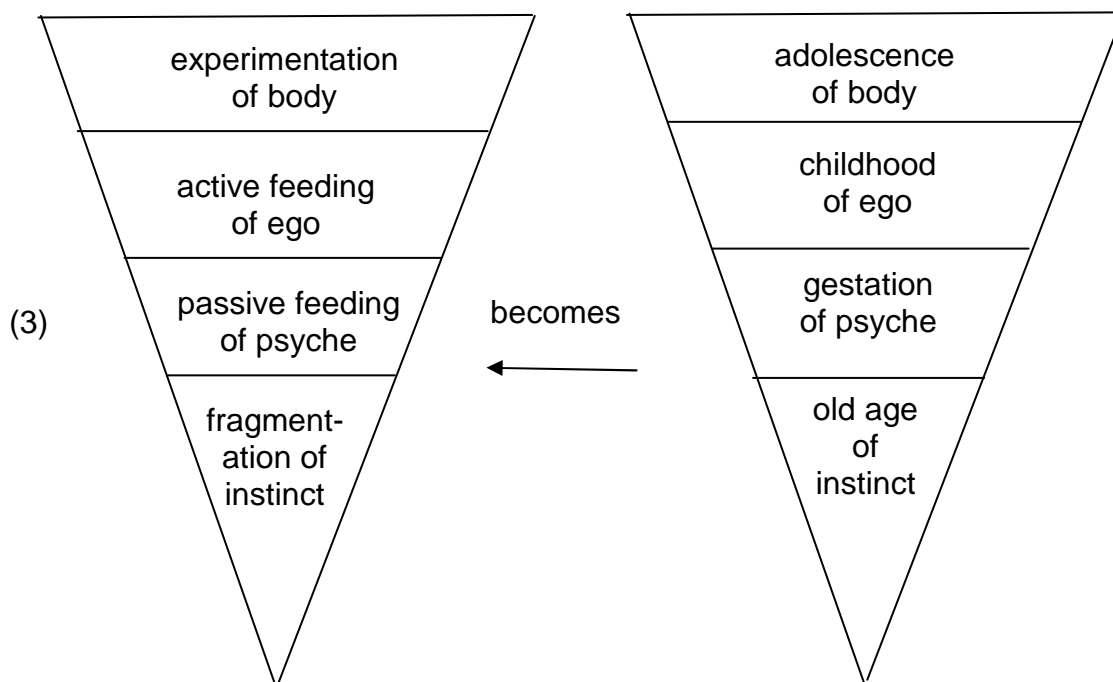 experimentation
of body
active feeding
of ego
passive feeding
of psyche
fragment-
ation of
instinct
(3)
becomes
adolescence
of body
childhood
of ego
gestation
of psyche
old age
of
instinct